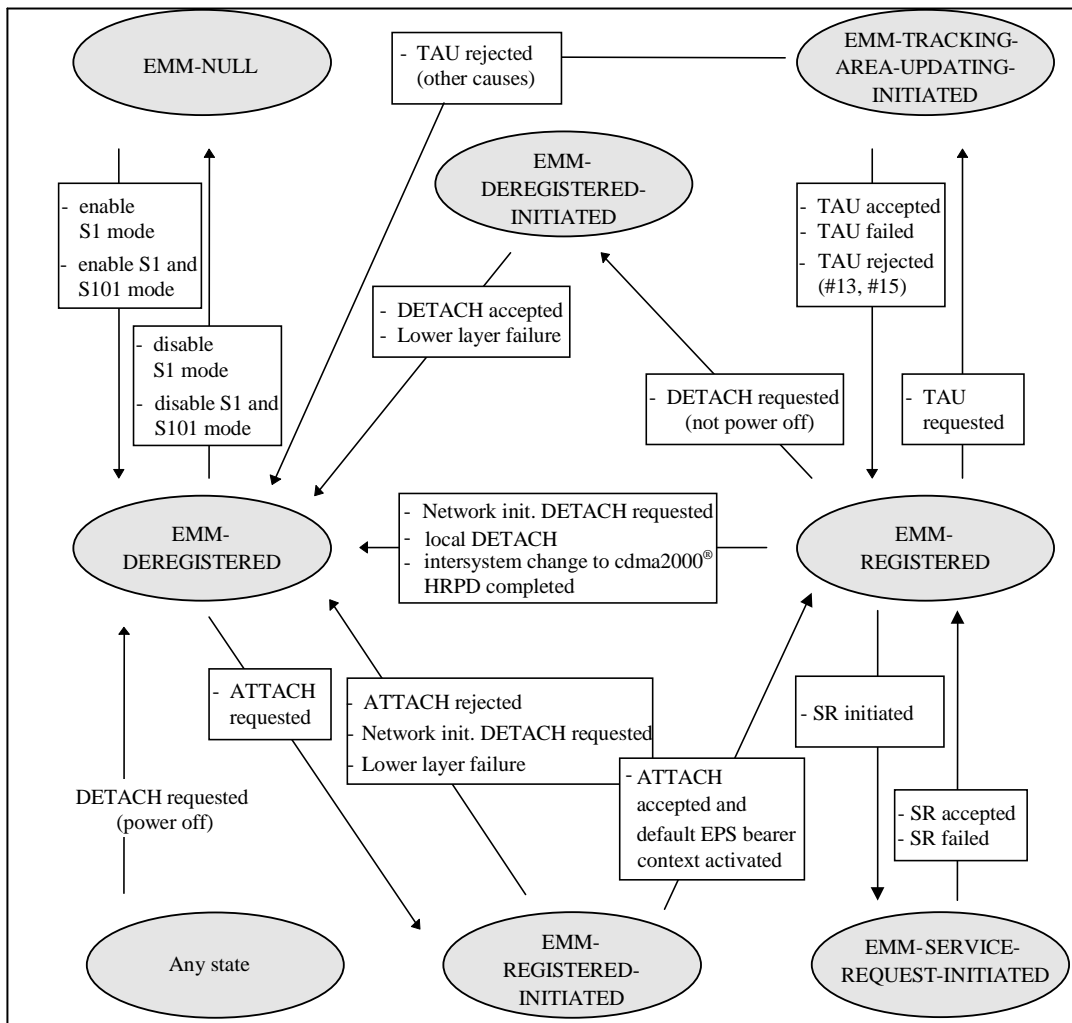 EMM-NULL
- TAU rejected
(other causes)
EMM-TRACKING-
AREA-UPDATING-
INITIATED
EMM-
DEREGISTERED-
INITIATED
- enable
S1 mode
- enable S1 and
S101 mode
- TAU accepted
- TAU failed
- TAU rejected
(#13, #15)
- DETACH accepted
- Lower layer failure
- disable
S1 mode
- disable S1 and
S101 mode
- DETACH requested
(not power off)
- TAU
requested
EMM-
DEREGISTERED
- Network init. DETACH requested
- local DETACH
- intersystem change to cdma2000®
HRPD completed
EMM-
REGISTERED
- ATTACH
requested
- ATTACH rejected
- Network init. DETACH requested
- Lower layer failure
- SR initiated
DETACH requested
(power off)
- ATTACH
accepted and
default EPS bearer
context activated
- SR accepted
- SR failed
Any state
EMM-
REGISTERED-
INITIATED
EMM-SERVICE-
REQUEST-INITIATED